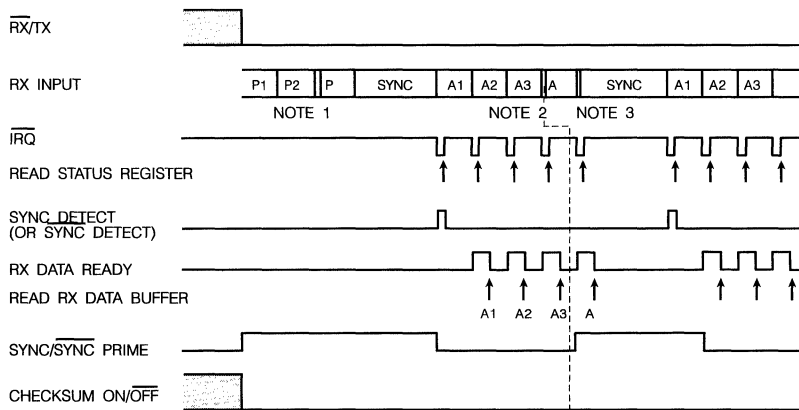 RX/TX
RX INPUT
P1 P2 P SYNC A1 A2 A3 A SYNC A1 A2 A3
NOTE 1 NOTE 2 NOTE 3
IRQ
READ STATUS REGISTER
SYNC DETECT
(OR SYNC DETECT)
RX DATA READY
READ RX DATA BUFFER
A1 A2 A3 A
SYNC/SYNC PRIME
CHECKSUM ON/OFF